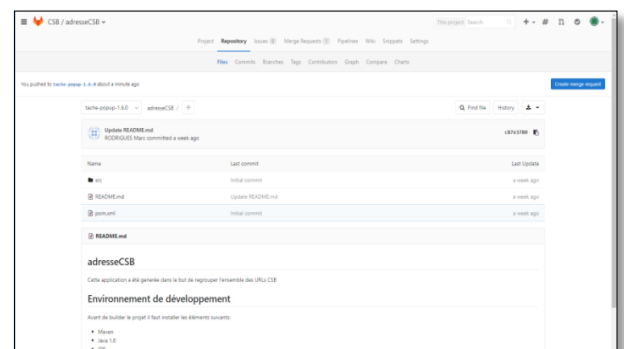 CSB / adresseCSB
This project Search
Project Repository Issues 0 Merge Requests 1 Pipelines Wiki Snippets Settings
Files Commits Branches Tags Contributors Graph Compare Charts
You pushed to tache-popup-1.6.0 about a minute ago
Create merge request
tache-popup-1.6.0 adresseCSB / +
Find file History
Update README.md
RODRIGUES Marc committed a week ago
Name Last commit Last Update
src Initial commit a week ago
README.md Update README.md a week ago
pom.xml Initial commit a week ago
README.md
adresseCSB
Cette application a été generée dans le but de regrouper l'ensemble des URLs CSB
Environnement de développement
Avant de builder le projet il faut installer les éléments suivants:
Maven
Java 1.8